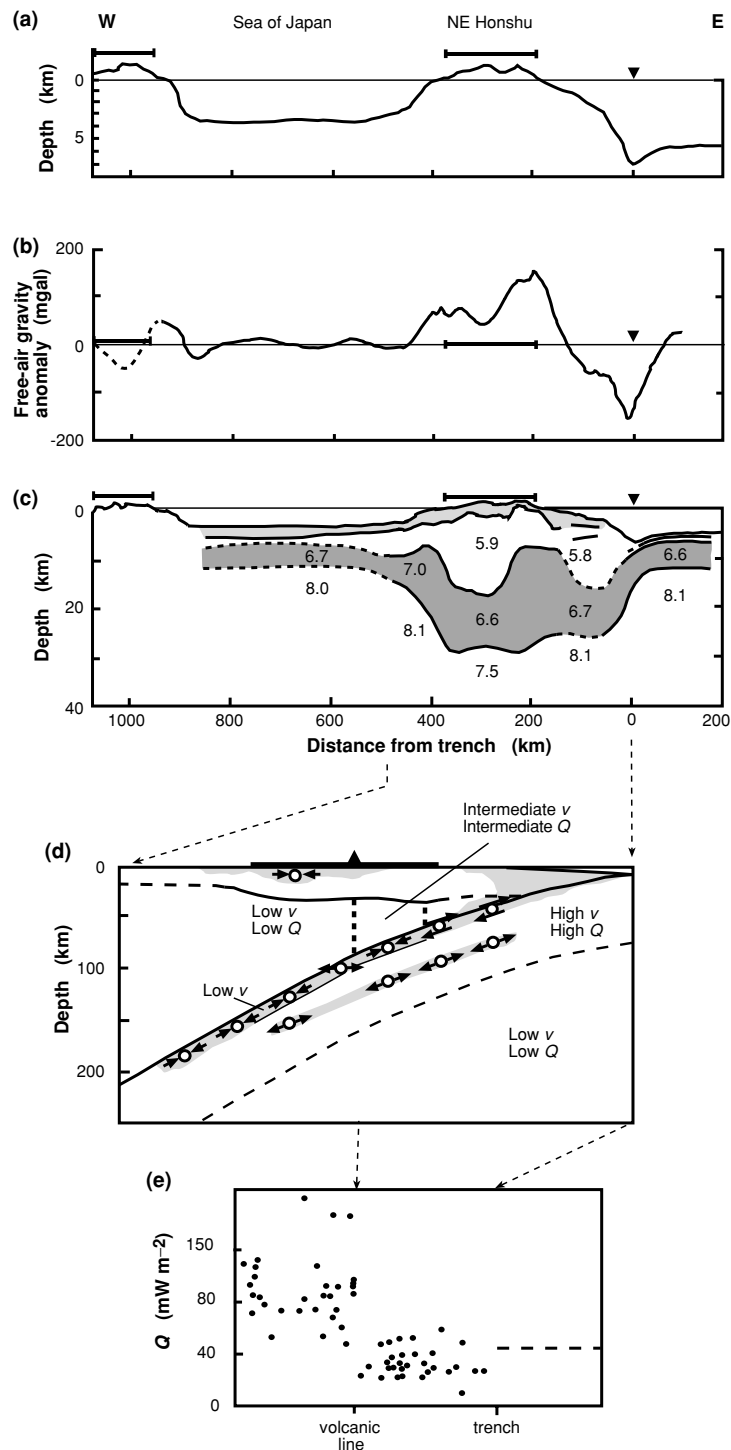 (a)
W
Sea of Japan
NE Honshu
E
Depth (km)
0
5
(b)
Free-air gravity
anomaly (mgal)
200
0
-200
(c)
Depth (km)
0
20
40
5.9
5.8
6.7
7.0
6.6
6.7
6.6
8.0
8.1
7.5
8.1
8.1
1000
800
600
400
200
0
200
Distance from trench (km)
(d)
Intermediate v
Intermediate Q
Depth (km)
0
100
200
Low v
Low Q
High v
High Q
Low v
Low v
Low Q
(e)
Q (mW m−2)
150
80
40
0
volcanic
line
trench